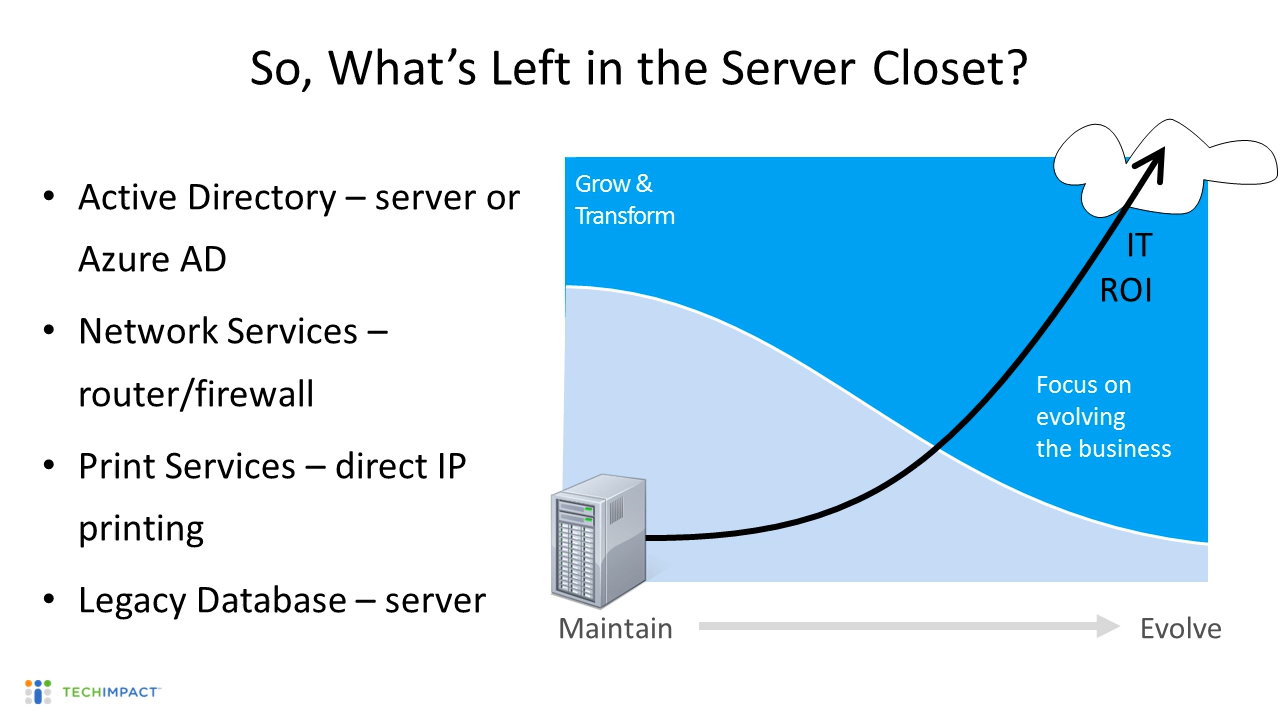 So, What’s Left in the Server Closet?
• Active Directory – server or
Azure AD
• Network Services –
router/firewall
• Print Services – direct IP
printing
• Legacy Database – server
Grow &
Transform
IT
ROI
Focus on
evolving
the business
Maintain
Evolve
TECHIMPACT™